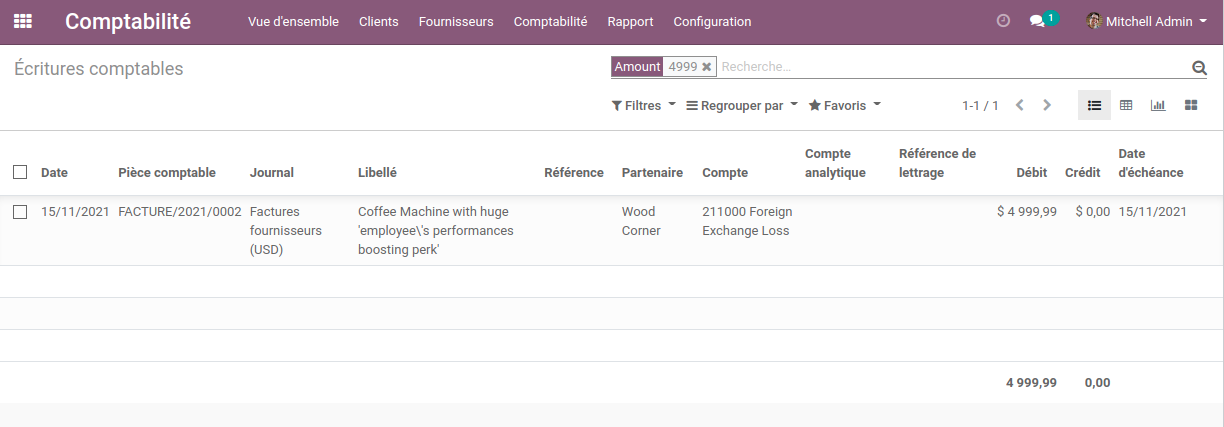 Comptabilité Vue d'ensemble Clients Fournisseurs Comptabilité Rapport Configuration 1 Mitchell Admin
Écritures comptables Amount 4999 Recherche...
Filtres Regrouper par Favoris 1-1 / 1
Date Pièce comptable Journal Libellé Référence Partenaire Compte Compte analytique Référence de lettrage Débit Crédit Date d'échéance
15/11/2021 FACTURE/2021/0002 Factures Coffee Machine with huge Wood 211000 Foreign $ 4 999,99 $ 0,00 15/11/2021
fournisseurs 'employee\'s performances Corner Exchange Loss
(USD) boosting perk'
4 999,99 0,00